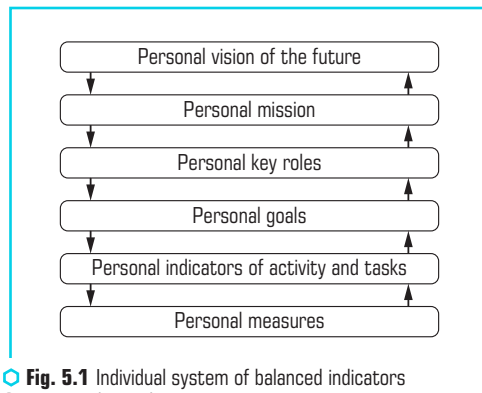 Personal vision of the future
Personal mission
Personal key roles
Personal goals
Personal indicators of activity and tasks
Personal measures
Fig. 5.1 Individual system of balanced indicators